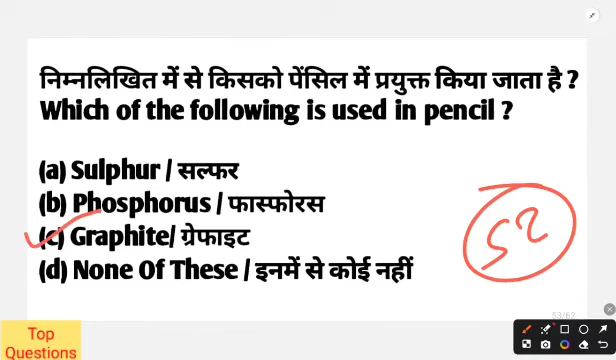 निम्नलिखित में से किसको पेंसिल में प्रयुक्त किया जाता है ?
Which of the following is used in pencil ?
(a) Sulphur / सल्फर
(b) Phosphorus / फास्फोरस
(c) Graphite/ ग्रेफाइट
(d) None Of These / इनमें से कोई नहीं
52
53/62
Top
Questions